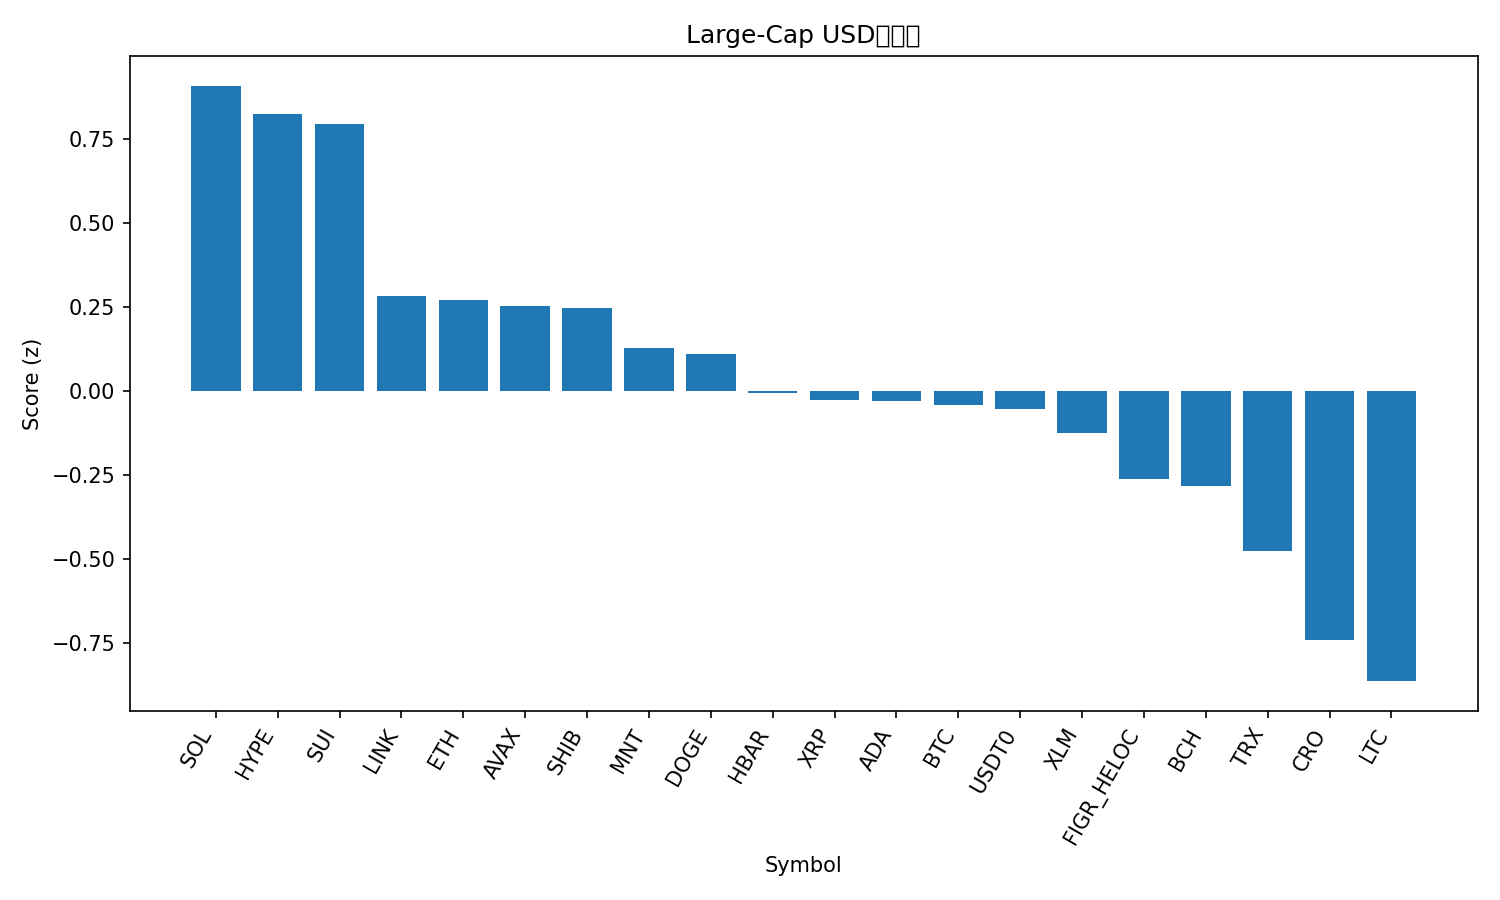 Large-Cap USD
0.75
0.50
0.25
0.00
−0.25
−0.50
−0.75
Score (z)
SOL
HYPE
SUI
LINK
ETH
AVAX
SHIB
MNT
DOGE
HBAR
XRP
ADA
BTC
USDT0
XLM
FIGR_HELOC
BCH
TRX
CRO
LTC
Symbol